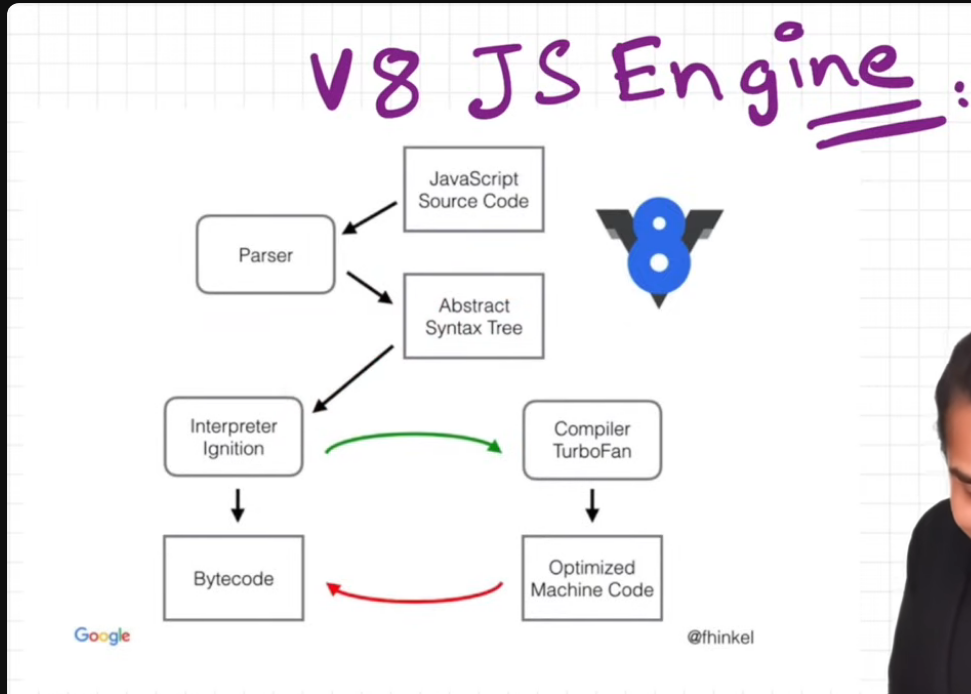 V8 JS Engine :
JavaScript
Source Code
Parser
Abstract
Syntax Tree
Interpreter
Ignition
Compiler
TurboFan
Bytecode
Optimized
Machine Code
Google
@fhinkel